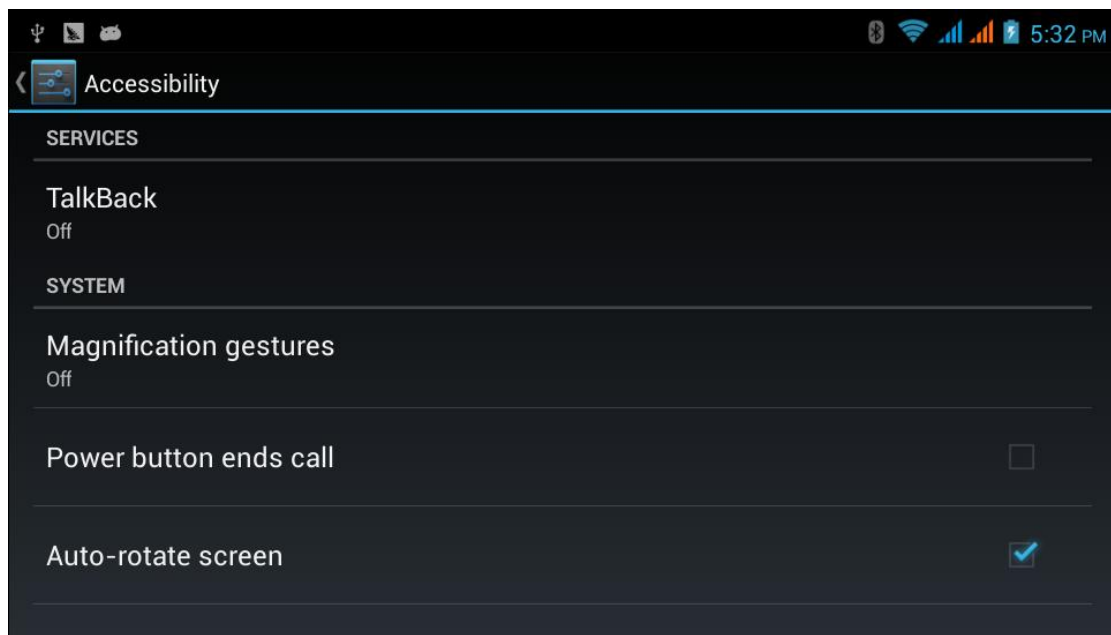 5:32 PM
Accessibility
SERVICES
TalkBack
Off
SYSTEM
Magnification gestures
Off
Power button ends call
Auto-rotate screen